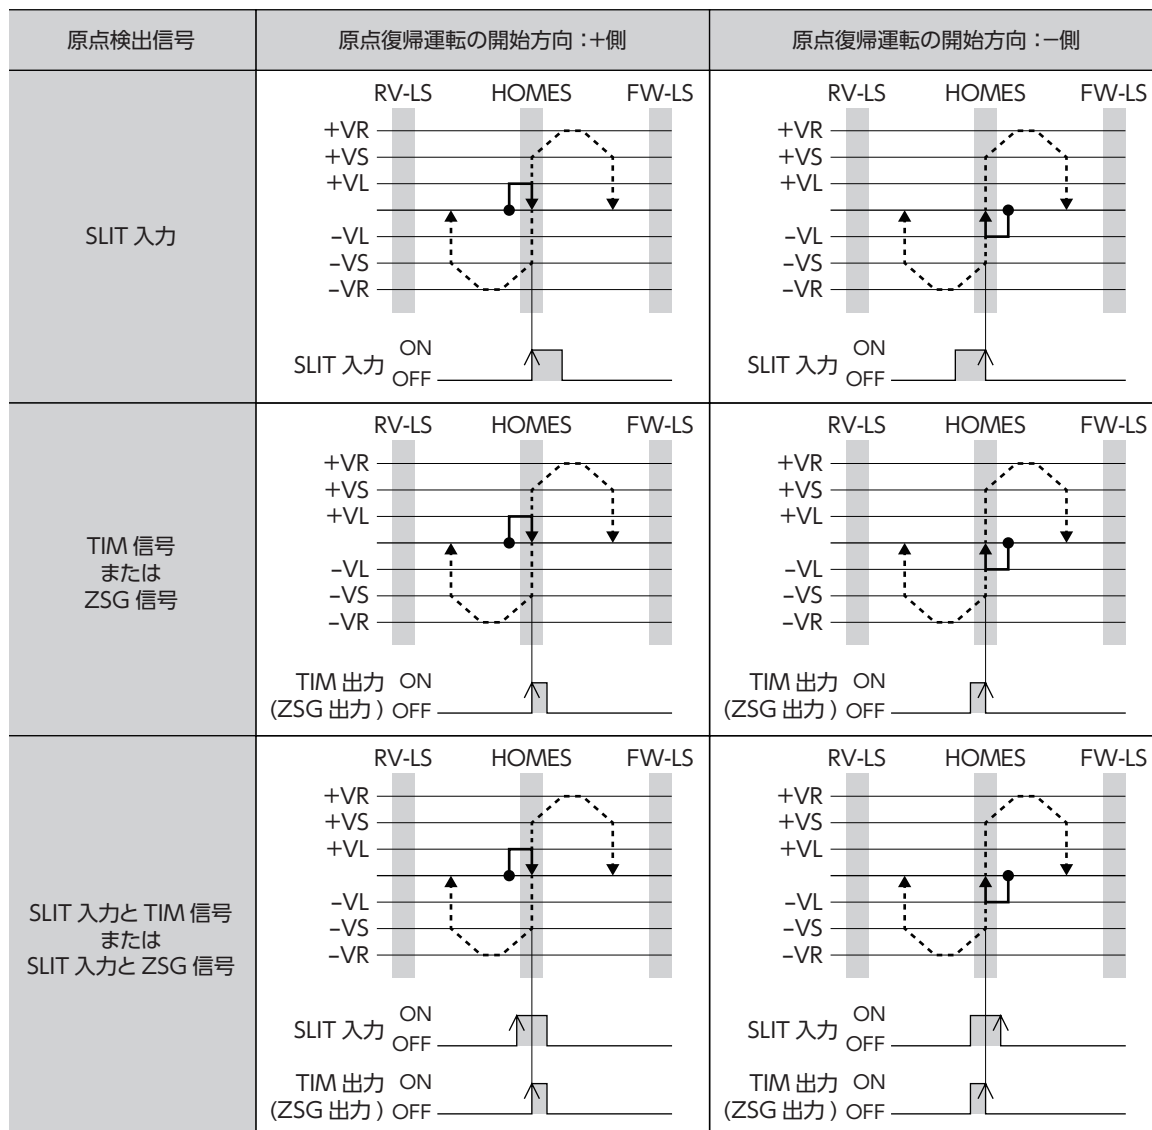 原点検出信号
原点復帰運転の開始方向:+側
原点復帰運転の開始方向:−側
SLIT 入力
RV-LS HOMES FW-LS
+VR
+VS
+VL
−VL
−VS
−VR
SLIT 入力 ON
OFF
RV-LS HOMES FW-LS
+VR
+VS
+VL
−VL
−VS
−VR
SLIT 入力 ON
OFF
TIM 信号
または
ZSG 信号
RV-LS HOMES FW-LS
+VR
+VS
+VL
−VL
−VS
−VR
TIM 出力 ON
(ZSG 出力 ) OFF
RV-LS HOMES FW-LS
+VR
+VS
+VL
−VL
−VS
−VR
TIM 出力 ON
(ZSG 出力 ) OFF
SLIT 入力と TIM 信号
または
SLIT 入力と ZSG 信号
RV-LS HOMES FW-LS
+VR
+VS
+VL
−VL
−VS
−VR
SLIT 入力 ON
OFF
TIM 出力 ON
(ZSG 出力 ) OFF
RV-LS HOMES FW-LS
+VR
+VS
+VL
−VL
−VS
−VR
SLIT 入力 ON
OFF
TIM 出力 ON
(ZSG 出力 ) OFF